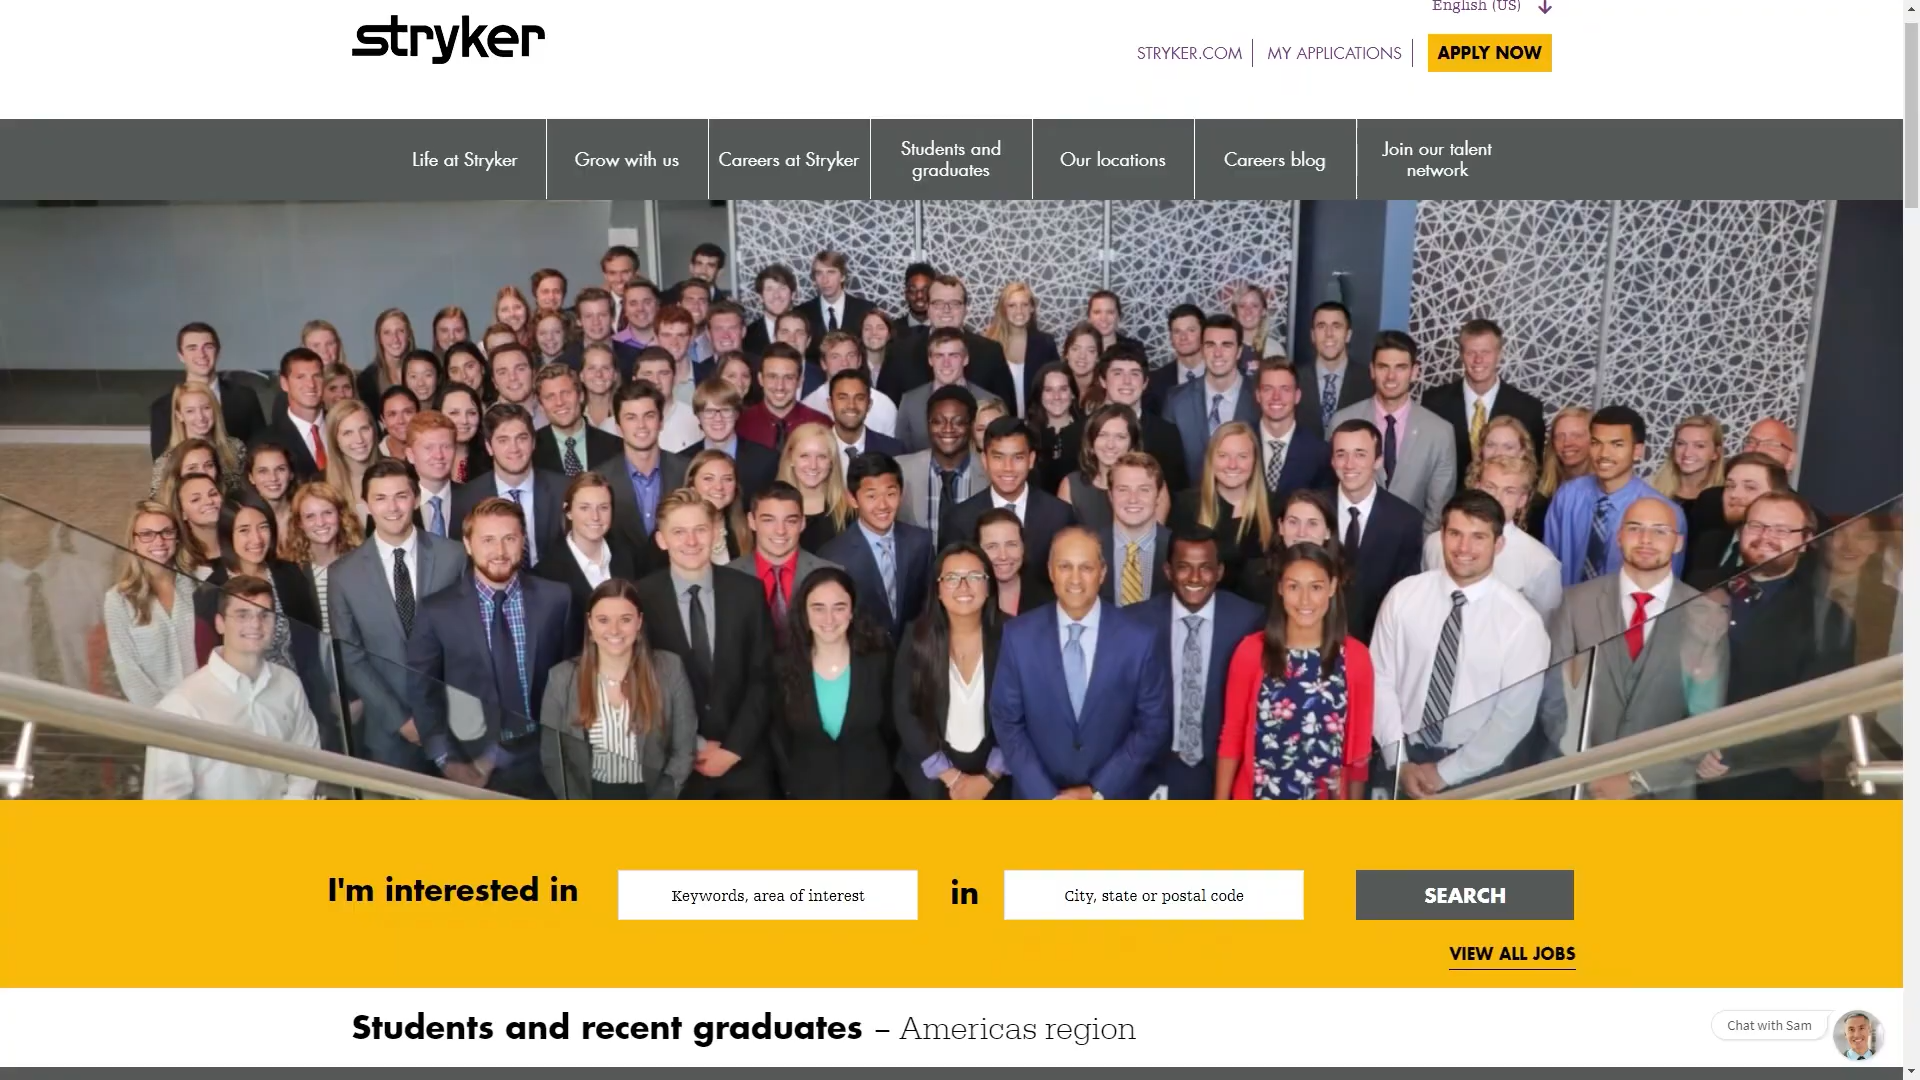 English (US)
stryker
STRYKER.COM
MY APPLICATIONS
APPLY NOW
Life at Stryker
Grow with us
Careers at Stryker
Students and
graduates
Our locations
Careers blog
Join our talent
network
I'm interested in
Keywords, area of interest
in
City, state or postal code
SEARCH
VIEW ALL JOBS
Students and recent graduates – Americas region
Chat with Sam